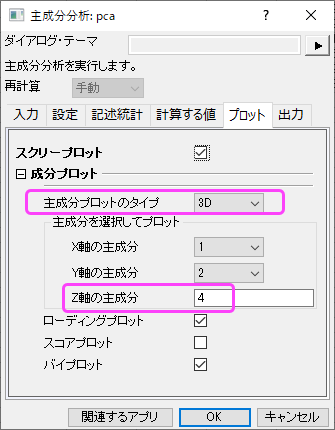 主成分分析: pca
ダイアログ・テーマ
主成分分析を実行します。
再計算 手動
入力 設定 記述統計 計算する値 プロット 出力
スクリープロット
成分プロット
主成分プロットのタイプ 3D
主成分を選択してプロット
X軸の主成分 1
Y軸の主成分 2
Z軸の主成分 4
ローディングプロット
スコアプロット
バイプロット
関連するアプリ OK キャンセル